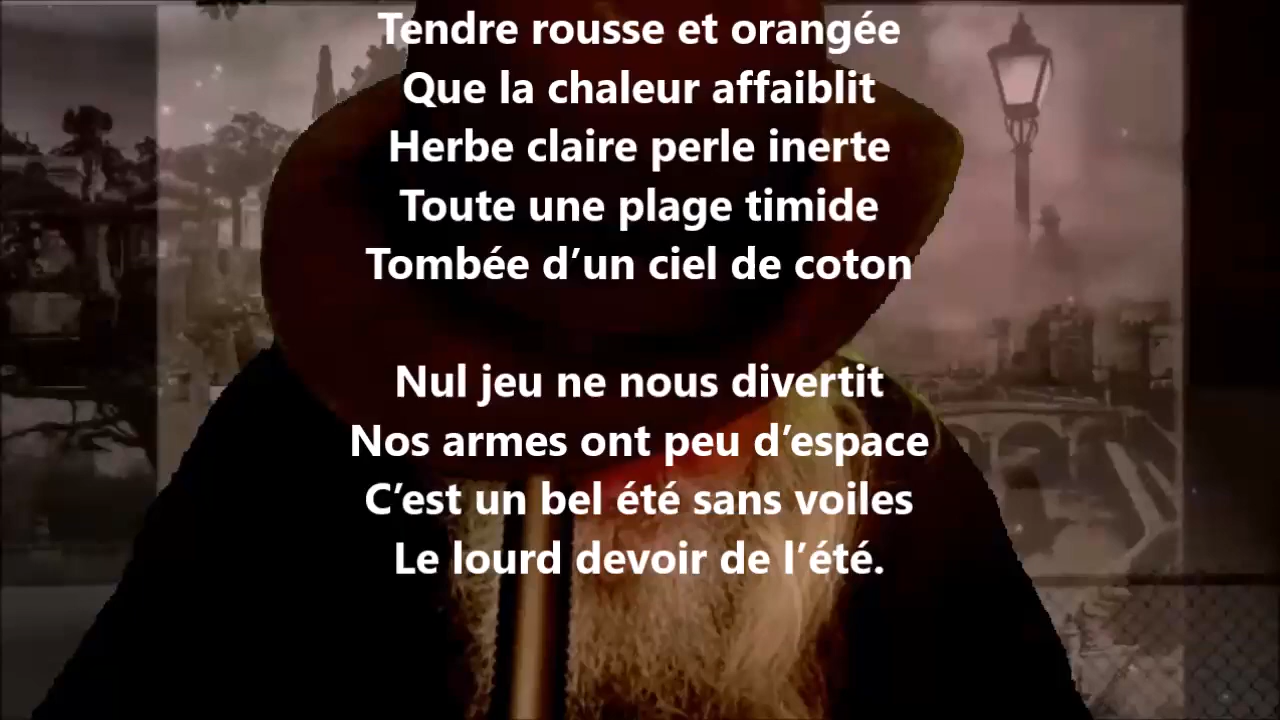 Tendre rousse et orangée
Que la chaleur affaiblit
Herbe claire perle inerte
Toute une plage timide
Tombée d’un ciel de coton
Nul jeu ne nous divertit
Nos armes ont peu d’espace
C’est un bel été sans voiles
Le lourd devoir de l’été.